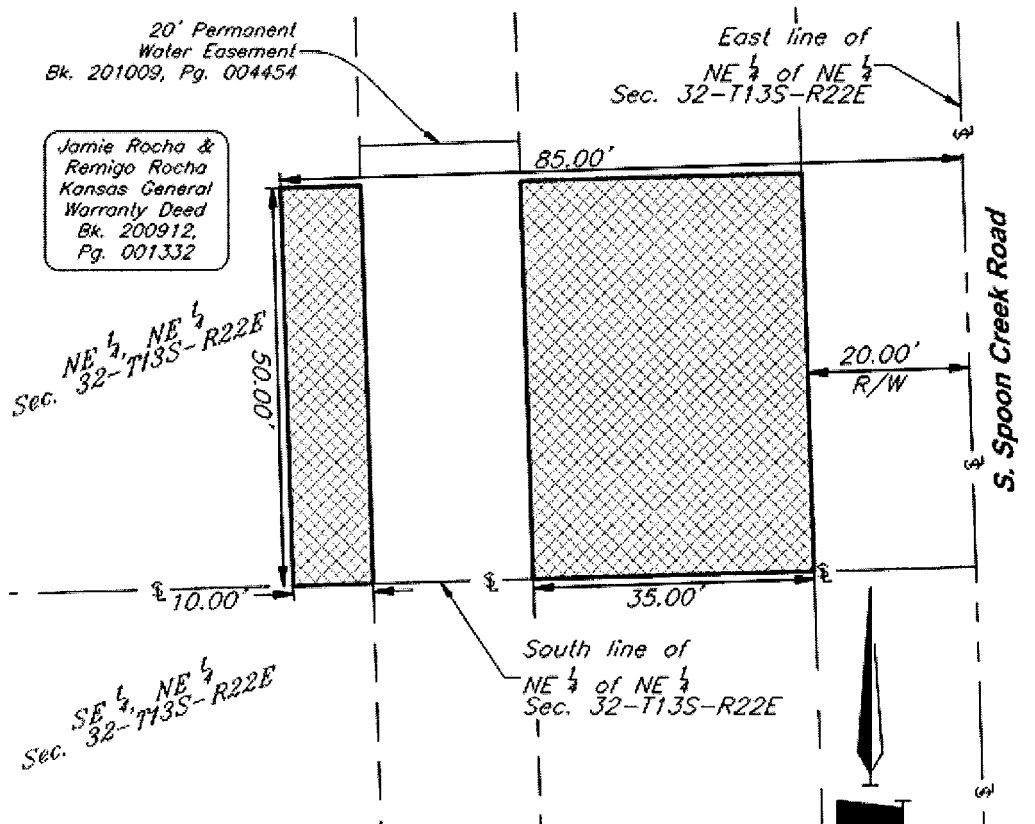 20' Permanent
Water Easement
Bk. 201009, Pg. 004454
East line of
NE 1/4 of NE 1/4
Sec. 32-T13S-R22E
Jamie Rocha &
Remigo Rocha
Kansas General
Warranty Deed
Bk. 200912,
Pg. 001332
85.00'
NE 1/4, NE 1/4
Sec. 32-T13S-R22E
50.00'
20.00'
R/W
S. Spoon Creek Road
10.00'
35.00'
South line of
NE 1/4 of NE 1/4
Sec. 32-T13S-R22E
SE 1/4, NE 1/4
Sec. 32-T13S-R22E